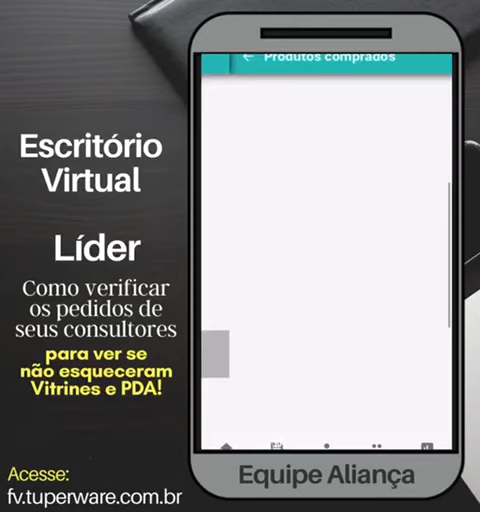 Produtos comprados
Escritório
Virtual
Líder
Como verificar
os pedidos de
seus consultores
para ver se
não esqueceram
Vitrines e PDA!
Acesse:
fv.tuperware.com.br
Equipe Aliança